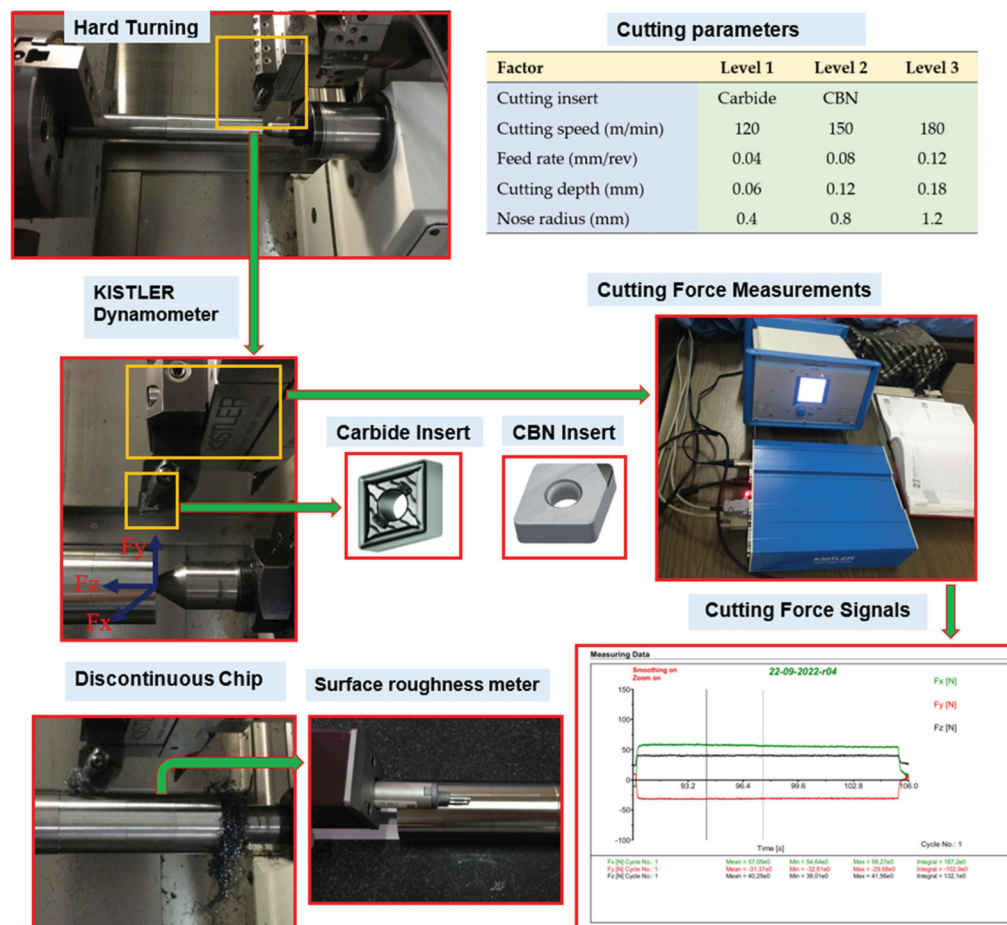 Hard Turning
Cutting parameters
Factor Level 1 Level 2 Level 3
Cutting insert Carbide CBN
Cutting speed (m/min) 120 150 180
Feed rate (mm/rev) 0.04 0.08 0.12
Cutting depth (mm) 0.06 0.12 0.18
Nose radius (mm) 0.4 0.8 1.2
KISTLER
Dynamometer
Cutting Force Measurements
KISTLER
Carbide Insert
CBN Insert
27
KISTLER
Fy
Fz
Fx
Cutting Force Signals
Discontinuous Chip
Surface roughness meter
Measuring Data
Smoothing on
Zoom on
22-09-2022-r04
Fx [N]
Fy [N]
Fz [N]
150
100
50
0
-50
-100
93.2 96.4 99.6 102.8 106.0
Time [s]
Cycle No.: 1
Fx [N] Cycle No.: 1 Mean = 57,05e0 Min = 54,64e0 Max = 59,27e0 Integral = 187,2e0
Fy [N] Cycle No.: 1 Mean = -31,37e0 Min = -32,61e0 Max = -29,68e0 Integral = -102,9e0
Fz [N] Cycle No.: 1 Mean = 40,25e0 Min = 39,01e0 Max = 41,56e0 Integral = 132,1e0